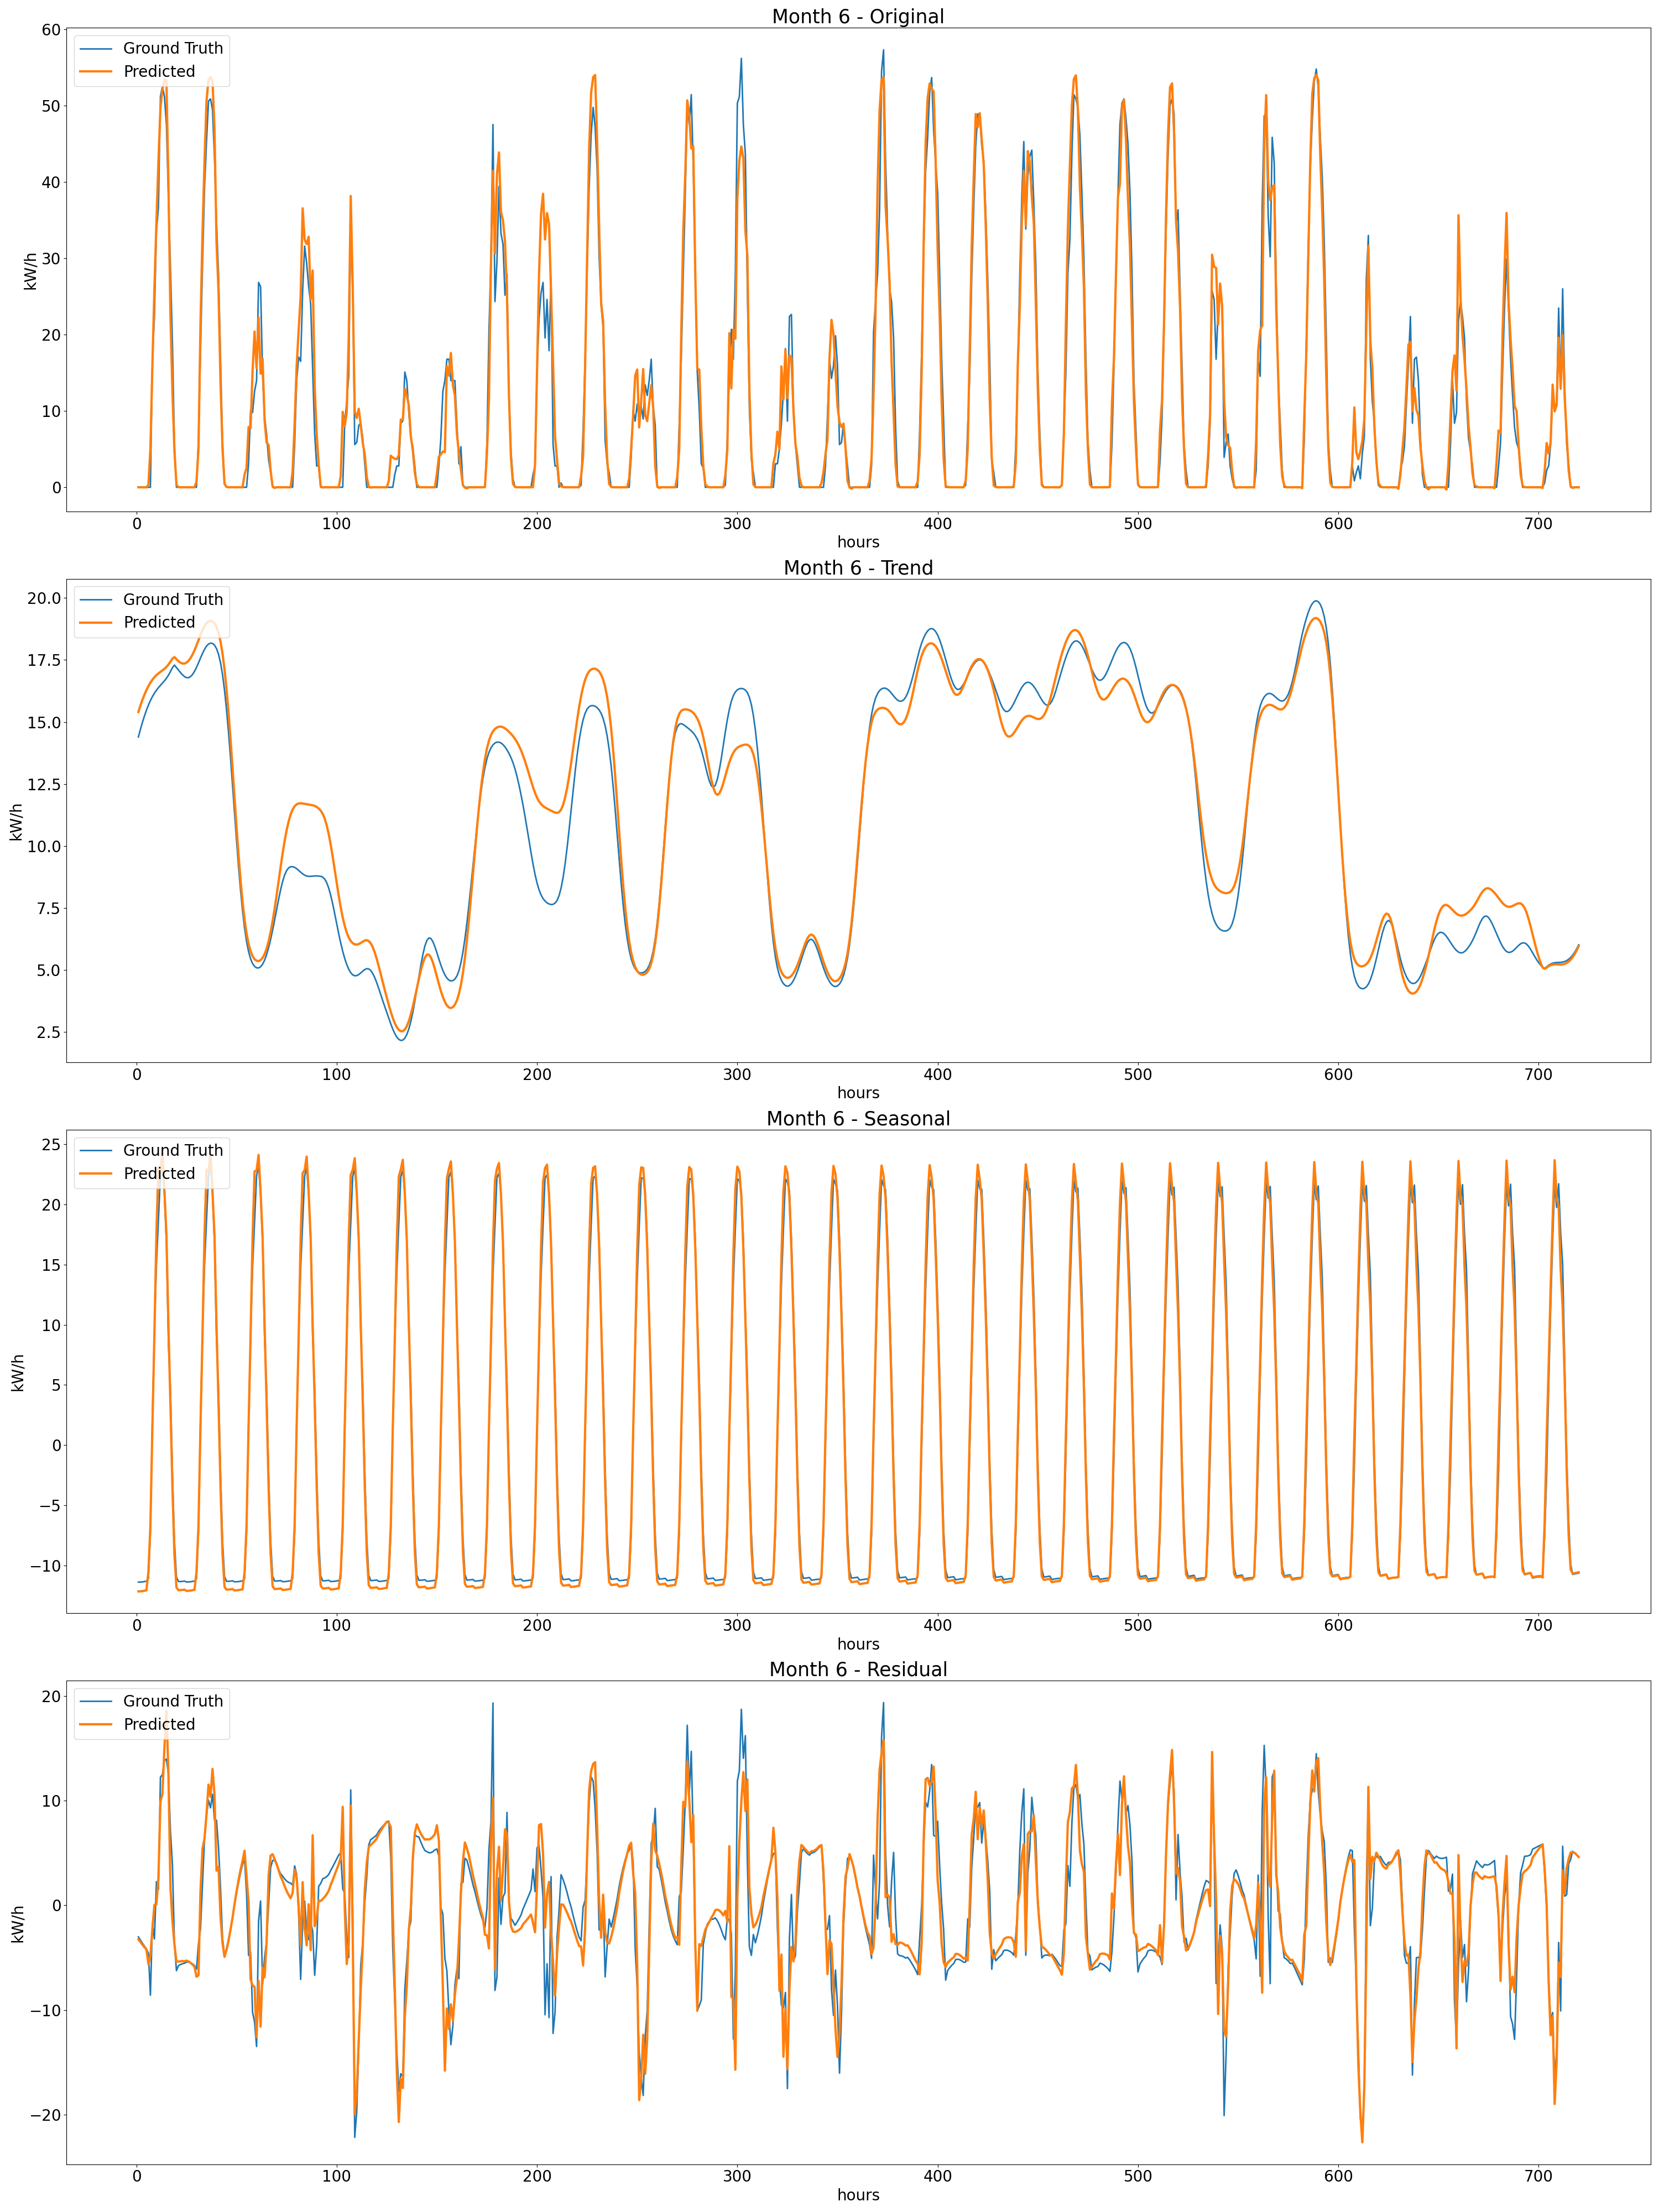 Month 6 - Original
Ground Truth
Predicted
60
50
40
30
20
10
0
kW/h
0 100 200 300 400 500 600 700
hours
Month 6 - Trend
Ground Truth
Predicted
20.0
17.5
15.0
12.5
10.0
7.5
5.0
2.5
kW/h
0 100 200 300 400 500 600 700
hours
Month 6 - Seasonal
Ground Truth
Predicted
25
20
15
10
5
0
−5
−10
kW/h
0 100 200 300 400 500 600 700
hours
Month 6 - Residual
Ground Truth
Predicted
20
10
0
−10
−20
kW/h
0 100 200 300 400 500 600 700
hours